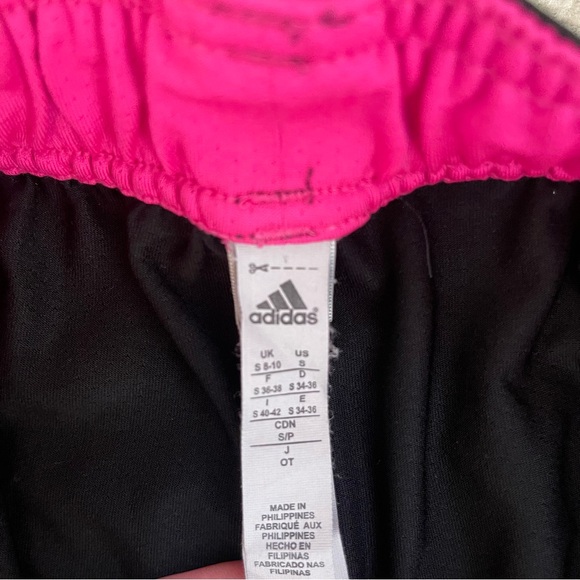 adidas®
UK US
S 8-10 S
F D
S 36-38 S 34-36
I E
S 40-42 S 34-36
CDN
S/P
J
OT
MADE IN
PHILIPPINES
FABRIQUÉ AUX
PHILIPPINES
HECHO EN
FILIPINAS
FABRICADO NAS
FILIPINAS